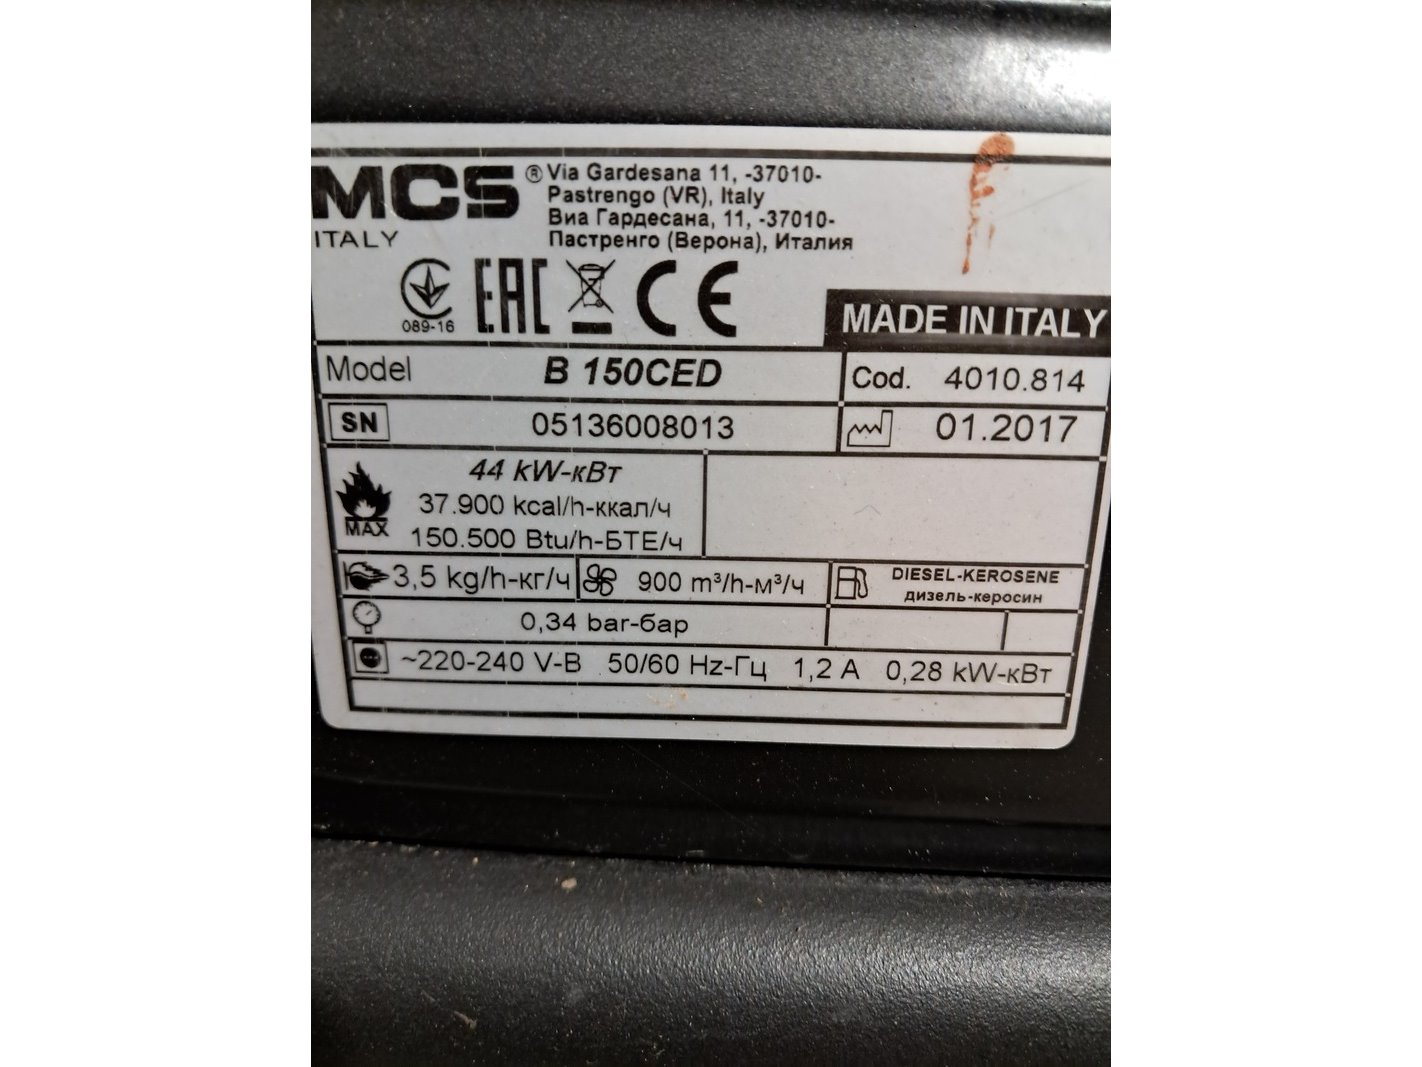 MCS ® Via Gardesana 11, -37010-
ITALY Pastrengo (VR), Italy
Виа Гардесана, 11, -37010-
Пастренго (Верона), Италия
089-16 EAC CE
MADE IN ITALY
Model B 150CED Cod. 4010.814
SN 05136008013 01.2017
44 kW-кВт
37.900 kcal/h-ккал/ч
MAX 150.500 Btu/h-БТЕ/ч
3,5 kg/h-кг/ч 900 m³/h-м³/ч DIESEL-KEROSENE
дизель-керосин
0,34 bar-бар
~220-240 V-В 50/60 Hz-Гц 1,2 A 0,28 kW-кВт